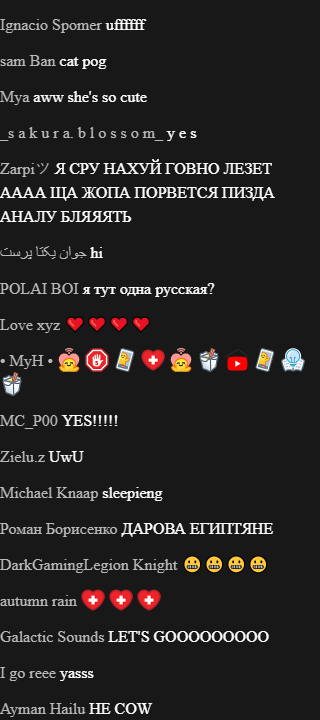 Ignacio Spomer uffffff
sam Ban cat pog
Mya aww she's so cute
_s a k u r a. b l o s s o m_ y e s
Zarpiツ Я СРУ НАХУЙ ГОВНО ЛЕЗЕТ
АААА ЩА ЖОПА ПОРВЕТСЯ ПИЗДА
АНАЛУ БЛЯЯЯТЬ
جوان یکتا پرست hi
POLAI BOI я тут одна русская?
Love xyz
• MyH •
MC_P00 YES!!!!!
Zielu.z UwU
Michael Knaap sleepieng
Роман Борисенко ДАРОВА ЕГИПТЯНЕ
DarkGamingLegion Knight
autumn rain
Galactic Sounds LET'S GOOOOOOOOO
I go reee yasss
Ayman Hailu HE COW